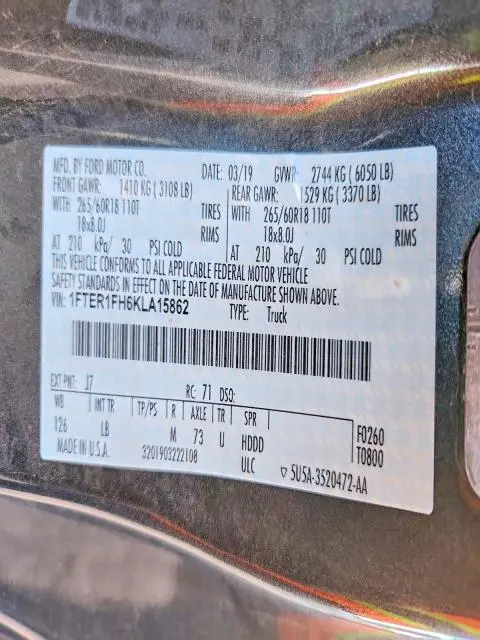 MFD. BY FORD MOTOR CO. DATE: 03/19 GVWR: 2744 KG (6050 LB)
FRONT GAWR: 1410 KG (3108 LB) REAR GAWR: 1529 KG (3370 LB)
WITH 265/60R18 110T TIRES WITH 265/60R18 110T TIRES
18x8.0J RIMS 18x8.0J RIMS
AT 210 kPa/ 30 PSI COLD AT 210 kPa/ 30 PSI COLD
THIS VEHICLE CONFORMS TO ALL APPLICABLE FEDERAL MOTOR VEHICLE
SAFETY STANDARDS IN EFFECT ON THE DATE OF MANUFACTURE SHOWN ABOVE.
VIN: 1FTER1FH6KLA15862 TYPE: Truck
EXT PNT: J7 RC: 71 DSO:
WB INT TR TP/PS R AXLE TR SPR F0260
126 LB M 73 U HDDD T0800
MADE IN U.S.A. 3201903222108 ULC ▽ 5U5A-3520472-AA